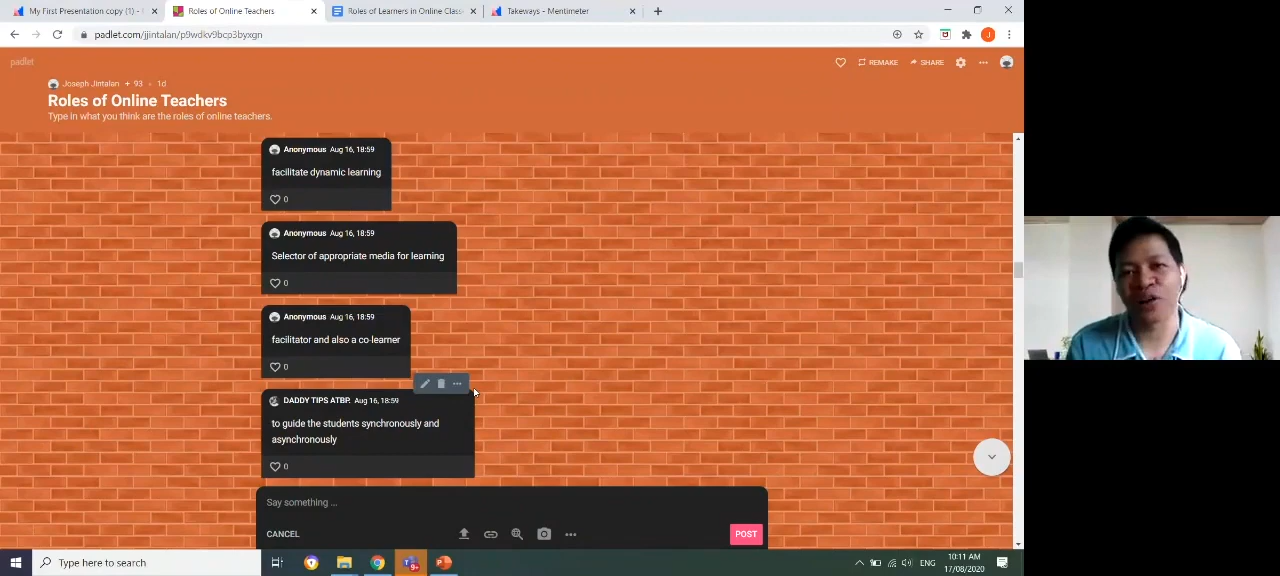 My First Presentation copy (1) -
Roles of Online Teachers
Roles of Learners in Online Class
Takeways - Mentimeter
padlet.com/jjintalan/p9wdkv9bcp3byxgn
padlet
REMAKE
SHARE
Joseph Jintalan + 93 · 1d
Roles of Online Teachers
Type in what you think are the roles of online teachers.
Anonymous Aug 16, 18:59
facilitate dynamic learning
0
Anonymous Aug 16, 18:59
Selector of appropriate media for learning
0
Anonymous Aug 16, 18:59
facilitator and also a co-learner
0
DADDY TIPS ATBP. Aug 16, 18:59
to guide the students synchronously and
asynchronously
0
Say something ...
CANCEL
POST
Type here to search
9+
ENG
10:11 AM
17/08/2020